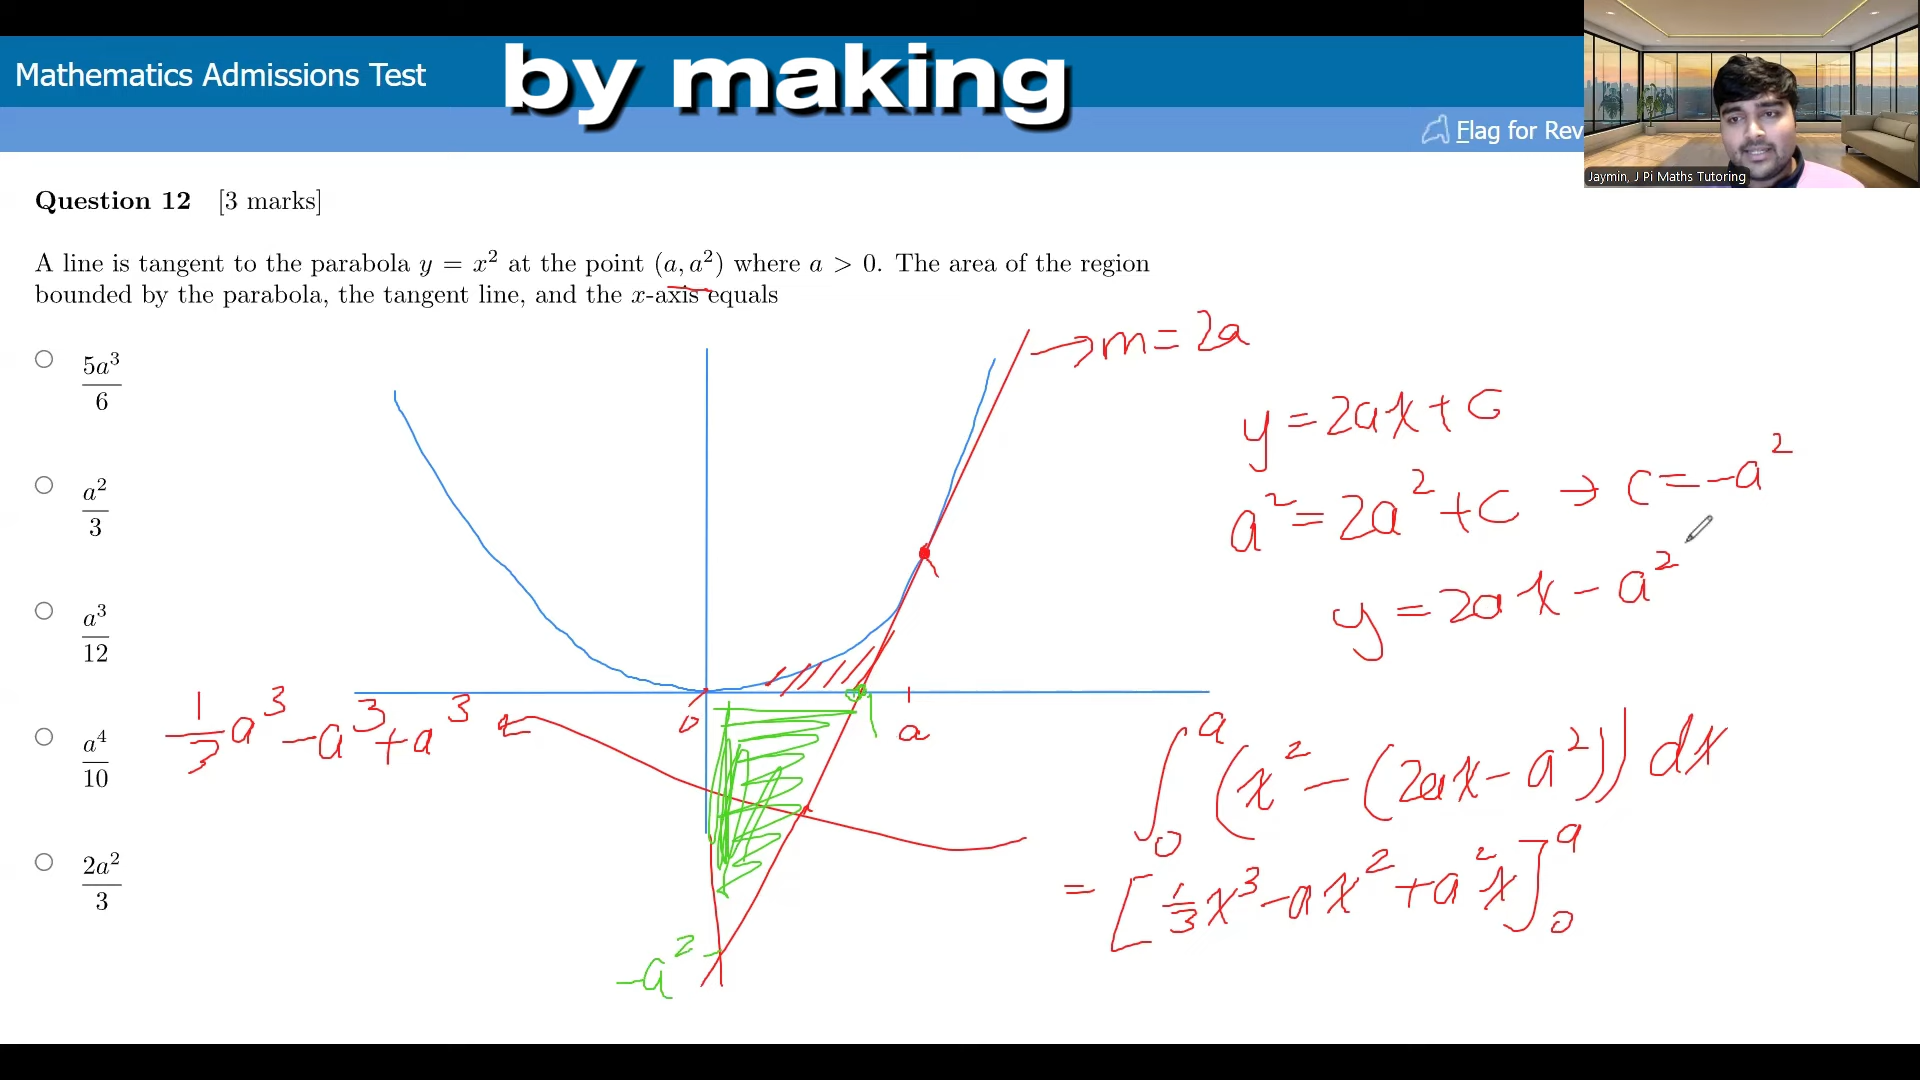 Mathematics Admissions Test
by making
Flag for Rev
Jaymin, J Pi Maths Tutoring
Question 12 [3 marks]
A line is tangent to the parabola y = x² at the point (a, a²) where a > 0. The area of the region
bounded by the parabola, the tangent line, and the x-axis equals
5a³/6
a²/3
a³/12
a⁴/10
2a²/3
→ m = 2a
y = 2ax + c
a² = 2a² + c → c = -a²
y = 2ax - a²
0
a
-a²
∫₀ᵃ (x² - (2ax - a²)) dx
= [1/3 x³ - ax² + a²x]₀ᵃ
1/3 a³ - a³ + a³ ←